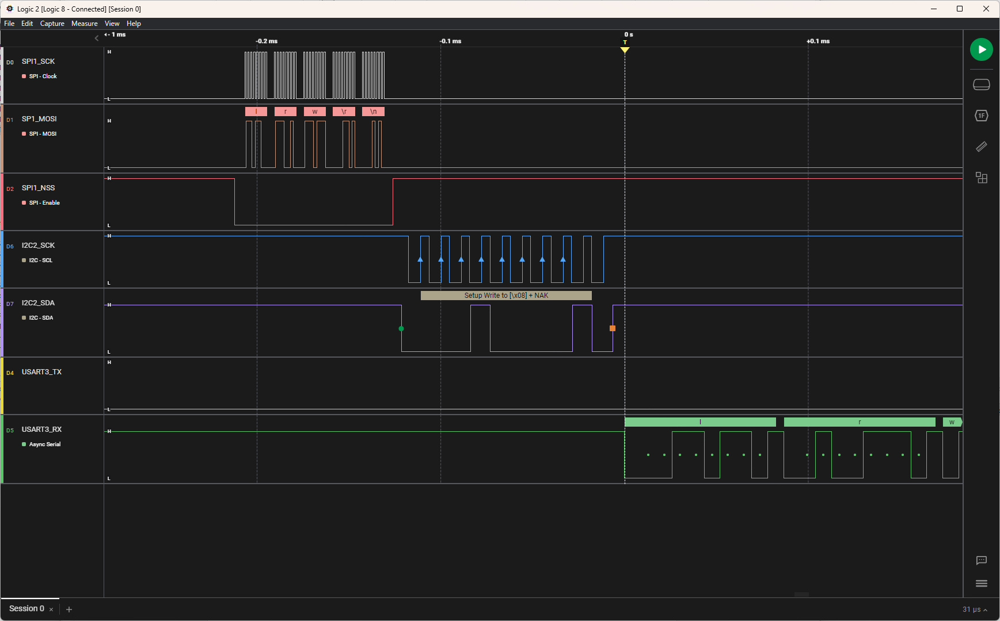 Logic 2 [Logic 8 - Connected] [Session 0]
File Edit Capture Measure View Help
- 1 ms
0 s
-0.2 ms
-0.1 ms
T
+0.1 ms
D0 SPI1_SCK
SPI - Clock
H
L
D1 SP1_MOSI
SPI - MOSI
l r w \r \n
H
L
D2 SPI1_NSS
SPI - Enable
H
L
D6 I2C2_SCK
I2C - SCL
H
L
D7 I2C2_SDA
I2C - SDA
Setup Write to [\x08] + NAK
H
L
D4 USART3_TX
H
L
D5 USART3_RX
Async Serial
l r w
H
L
1F
Session 0
31 µs